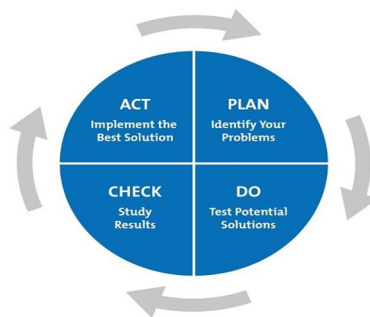 ACT
Implement the
Best Solution
PLAN
Identify Your
Problems
CHECK
Study
Results
DO
Test Potential
Solutions